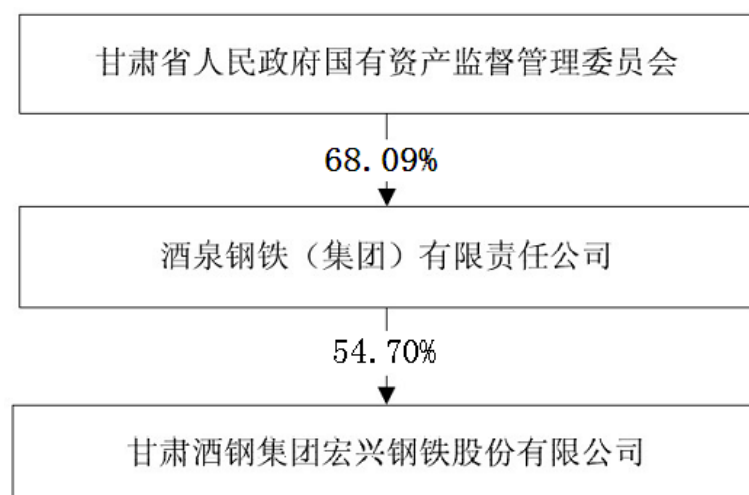 甘肃省人民政府国有资产监督管理委员会
68.09%
酒泉钢铁（集团）有限责任公司
54.70%
甘肃酒钢集团宏兴钢铁股份有限公司